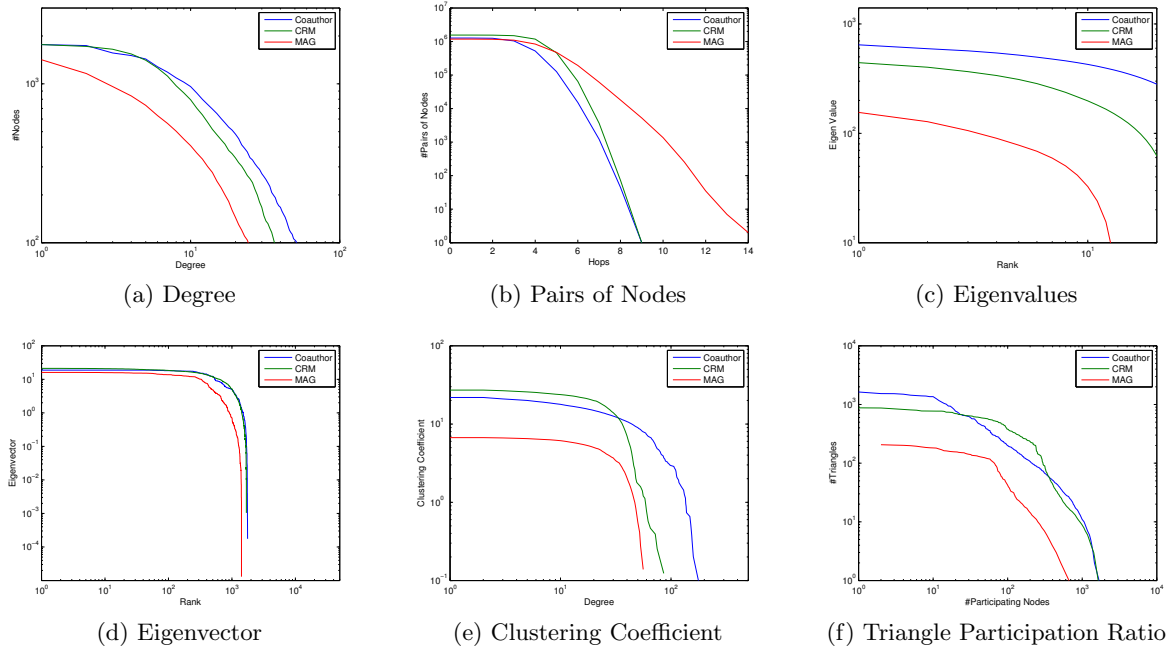 Coauthor
CRM
MAG
#Nodes
10^3
10^2
10^0
10^1
10^2
Degree
(a) Degree
Coauthor
CRM
MAG
#Pairs of Nodes
10^7
10^6
10^5
10^4
10^3
10^2
10^1
10^0
0 2 4 6 8 10 12 14
Hops
(b) Pairs of Nodes
Coauthor
CRM
MAG
Eigen Value
10^3
10^2
10^1
10^0
10^1
Rank
(c) Eigenvalues
Coauthor
CRM
MAG
Eigenvector
10^2
10^1
10^0
10^-1
10^-2
10^-3
10^-4
10^0
10^1
10^2
10^3
10^4
Rank
(d) Eigenvector
Coauthor
CRM
MAG
Clustering Coefficient
10^2
10^1
10^0
10^-1
10^0
10^1
10^2
Degree
(e) Clustering Coefficient
Coauthor
CRM
MAG
#Triangles
10^4
10^3
10^2
10^1
10^0
10^0
10^1
10^2
10^3
10^4
#Participating Nodes
(f) Triangle Participation Ratio